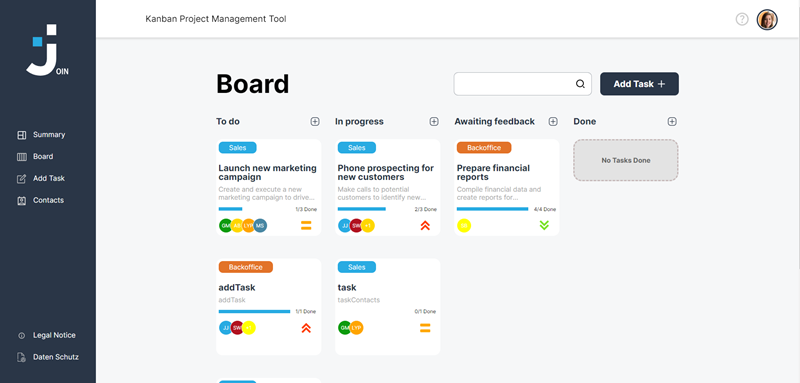 Kanban Project Management Tool
?
J
OIN
Summary
Board
Add Task
Contacts
Legal Notice
Daten Schutz
Board
Add Task +
To do
Sales
Launch new marketing
campaign
Create and execute a new
marketing campaign to drive...
1/3 Done
GM
LYP
MS
Backoffice
addTask
addTask
1/1 Done
JJ
SW
In progress
Sales
Phone prospecting for
new customers
Make calls to potential
customers to identify new...
2/3 Done
JJ
SW
+1
Sales
task
taskContacts
0/1 Done
GM
LYP
Awaiting feedback
Backoffice
Prepare financial
reports
Compile financial data and
create reports for...
4/4 Done
Done
No Tasks Done